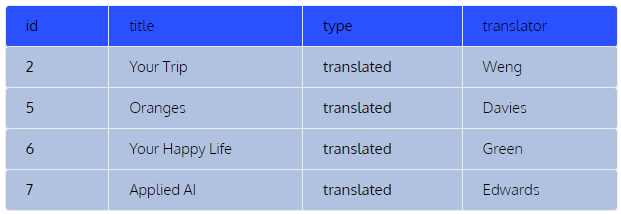 id title type translator
2 Your Trip translated Weng
5 Oranges translated Davies
6 Your Happy Life translated Green
7 Applied AI translated Edwards